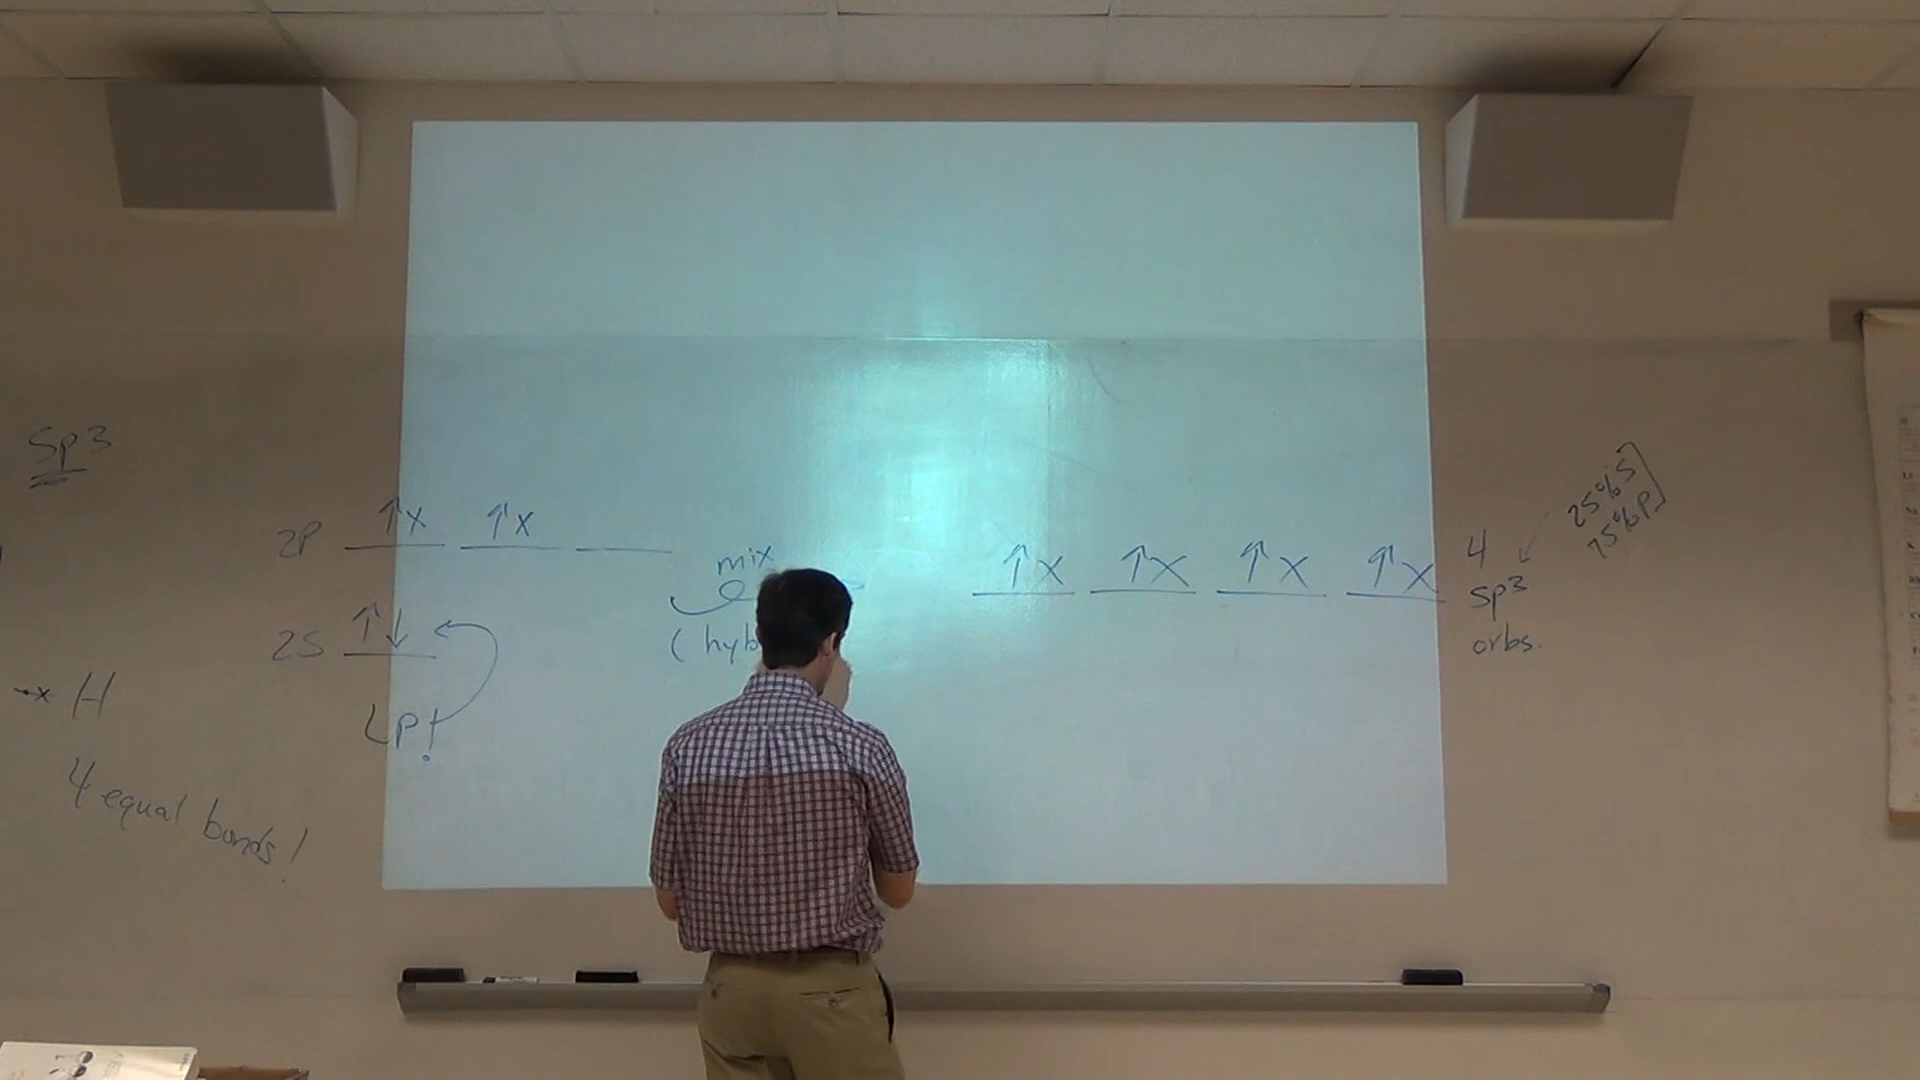 Sp3
2P ↑x ↑x
2S ↑↓
LP!
x H
4 equal bonds!
mix
(hyb
↑x ↑x ↑x ↑x
4
sp3
orbs.
25% S
75% P